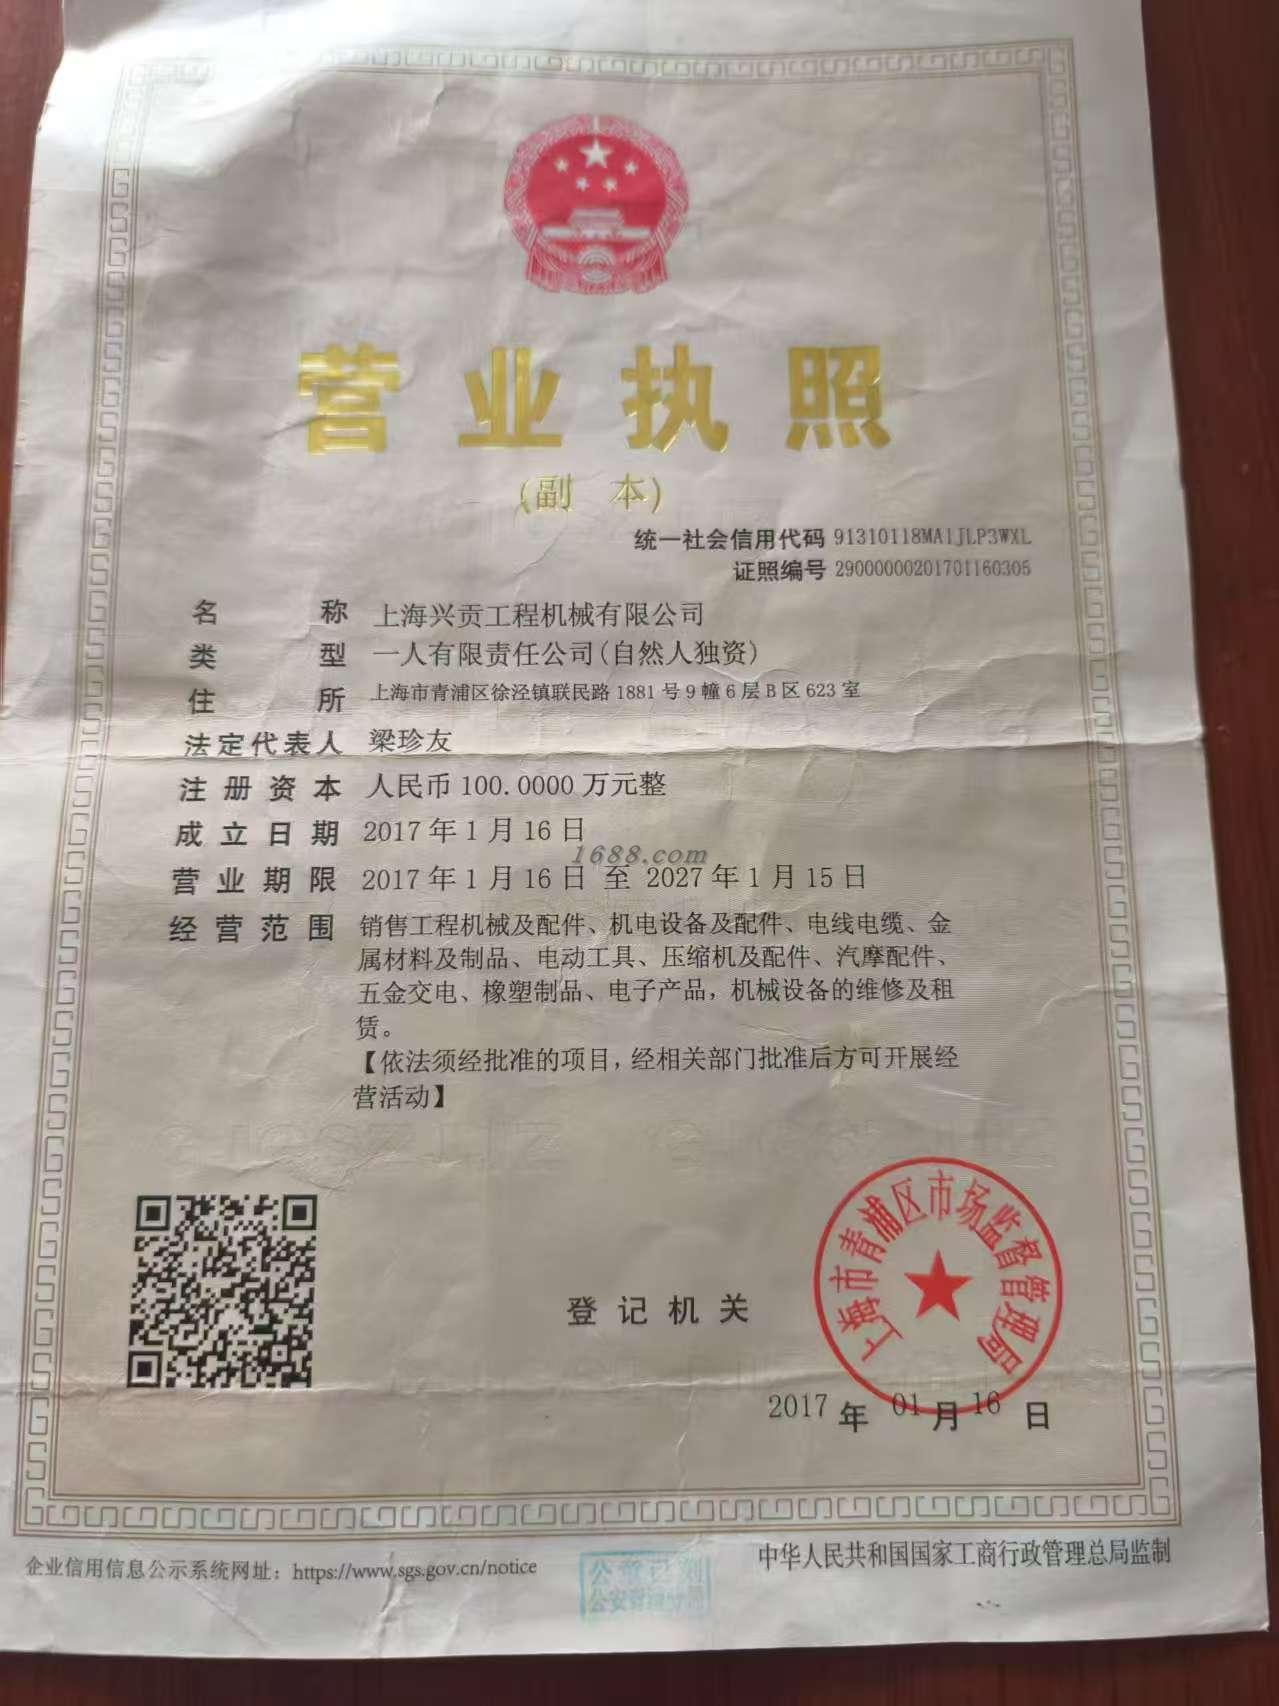 营业执照
(副 本)
统一社会信用代码 91310118MA1JLP3WXL
证照编号 29000000201701160305
名 称 上海兴贡工程机械有限公司
类 型 一人有限责任公司(自然人独资)
住 所 上海市青浦区徐泾镇联民路1881号9幢6层B区623室
法定代表人 梁珍友
注册资本 人民币100.0000万元整
成立日期 2017年1月16日
1688.com
营业期限 2017年1月16日 至 2027年1月15日
经营范围 销售工程机械及配件、机电设备及配件、电线电缆、金
属材料及制品、电动工具、压缩机及配件、汽摩配件、
五金交电、橡塑制品、电子产品，机械设备的维修及租
赁。
【依法须经批准的项目，经相关部门批准后方可开展经
营活动】
上海市青浦区市场监督管理局
登记机关
2017年01月16日
企业信用信息公示系统网址：https://www.sgs.gov.cn/notice
中华人民共和国国家工商行政管理总局监制
公章已刻